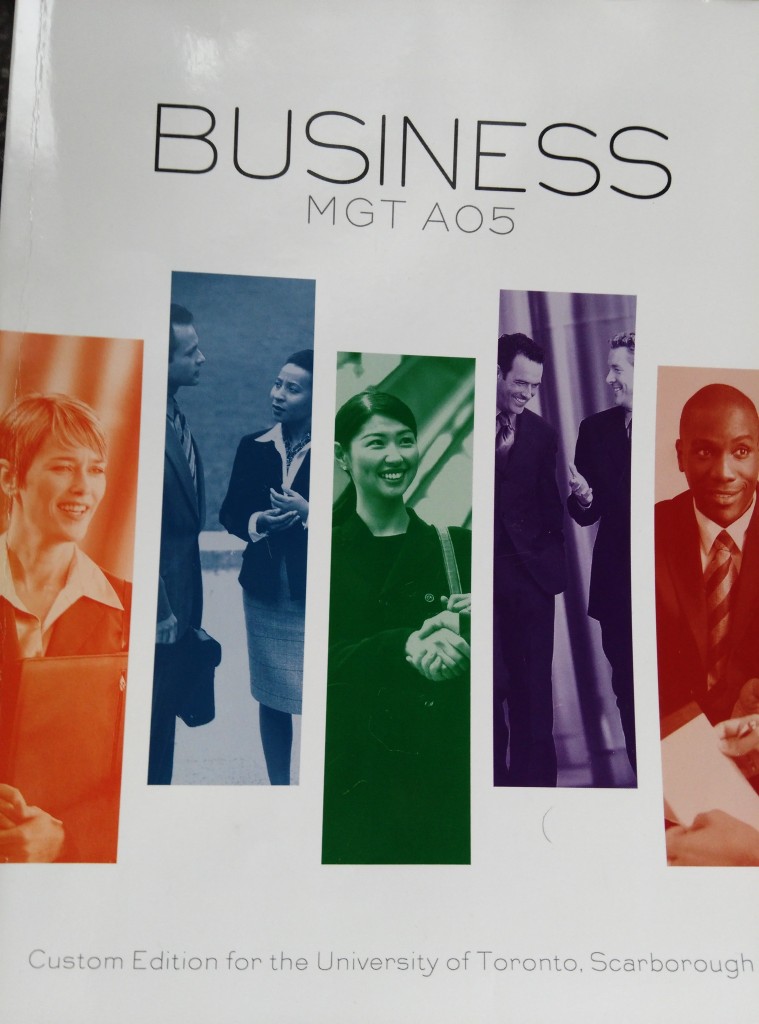 BUSINESS
MGT A05
Custom Edition for the University of Toronto, Scarborough